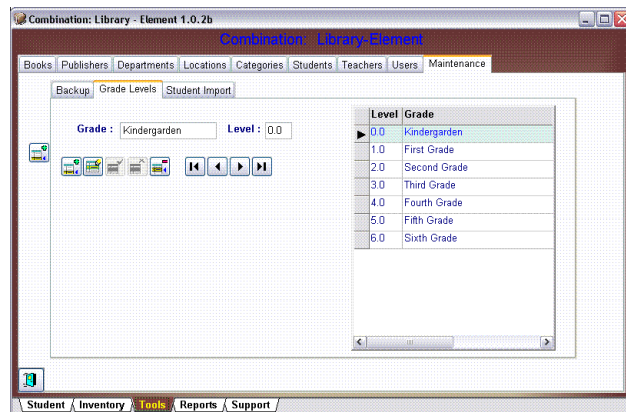 Combination: Library - Element 1.0.2b
Combination: Library-Element
Books Publishers Departments Locations Categories Students Teachers Users Maintenance
Backup Grade Levels Student Import
Grade : Kindergarden Level : 0.0
Level Grade
0.0 Kindergarden
1.0 First Grade
2.0 Second Grade
3.0 Third Grade
4.0 Fourth Grade
5.0 Fifth Grade
6.0 Sixth Grade
Student Inventory Tools Reports Support